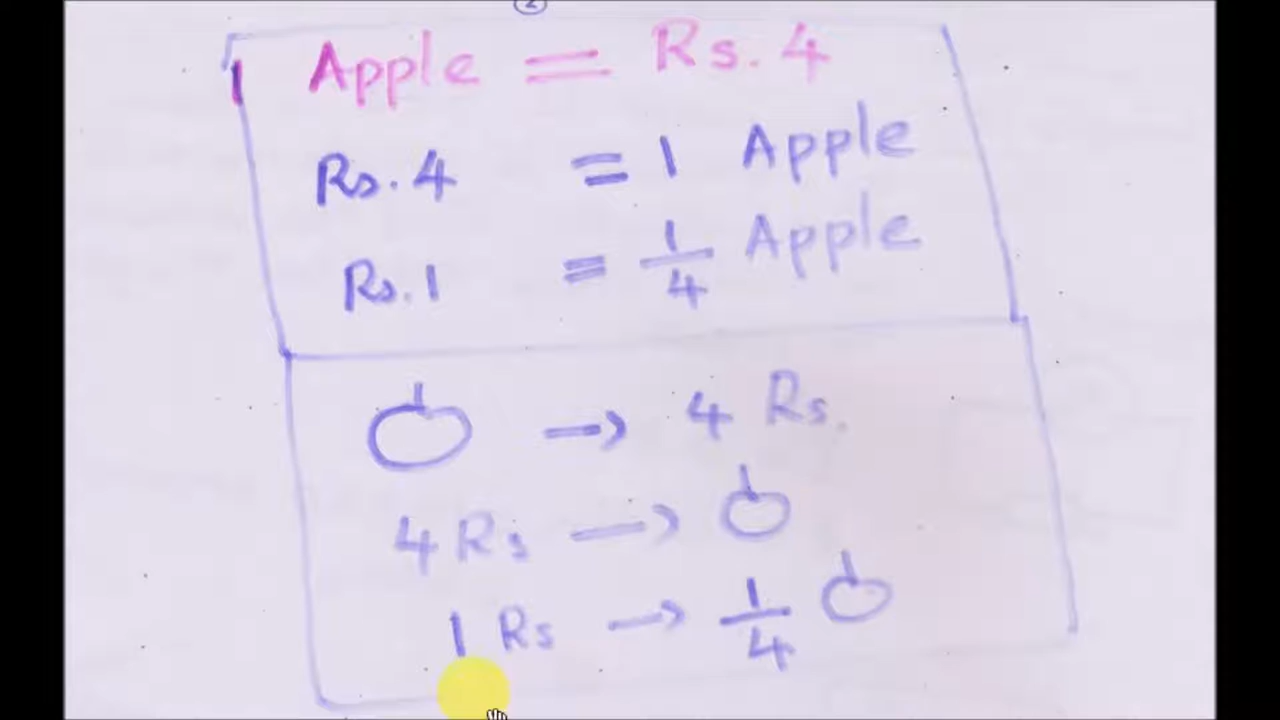 ②
1 Apple = Rs. 4
Rs. 4 = 1 Apple
Rs. 1 = 1/4 Apple
→ 4 Rs.
4 Rs →
1 Rs → 1/4